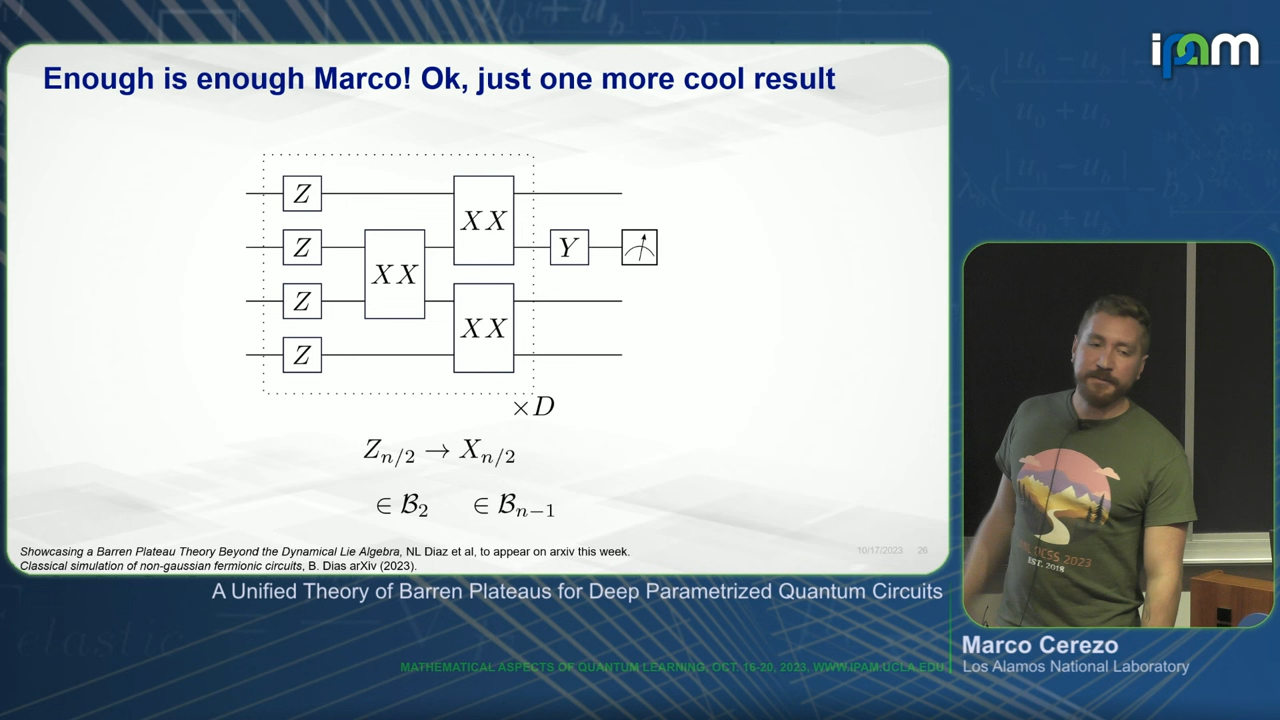 ipam
Enough is enough Marco! Ok, just one more cool result
Z
Z
Z
Z
XX
XX
XX
Y
×D
Z_{n/2} → X_{n/2}
∈ B_2 ∈ B_{n-1}
Showcasing a Barren Plateau Theory Beyond the Dynamical Lie Algebra, NL Diaz et al, to appear on arxiv this week.
Classical simulation of non-gaussian fermionic circuits, B. Dias arXiv (2023).
10/17/2023 26
A Unified Theory of Barren Plateaus for Deep Parametrized Quantum Circuits
2023
EST. 2018
Marco Cerezo
Los Alamos National Laboratory
MATHEMATICAL ASPECTS OF QUANTUM LEARNING, OCT. 16-20, 2023, WWW.IPAM.UCLA.EDU